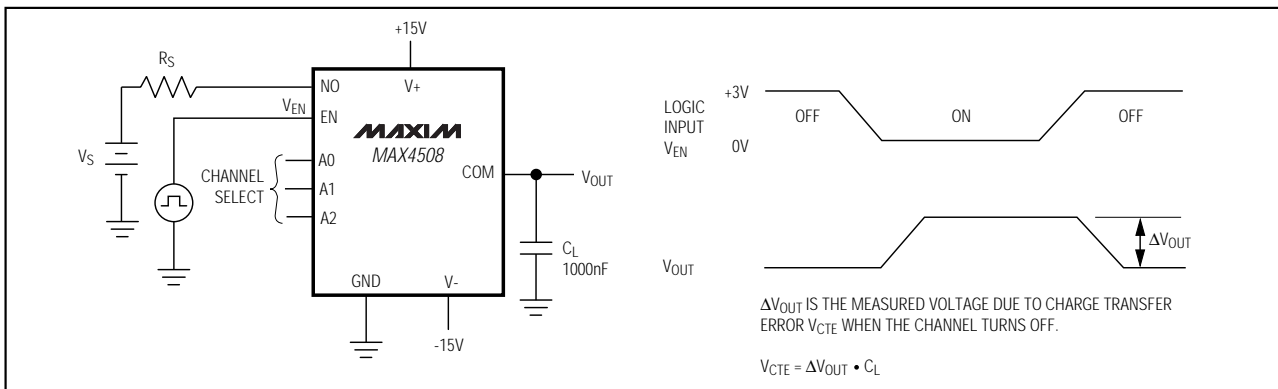 +15V
RS
NO
V+
VEN
EN
MAXIM
MAX4508
VS
A0
CHANNEL
SELECT
A1
A2
COM
VOUT
CL
1000nF
GND
V-
-15V
LOGIC
INPUT
VEN
+3V
0V
OFF
ON
OFF
VOUT
ΔVOUT
ΔVOUT IS THE MEASURED VOLTAGE DUE TO CHARGE TRANSFER
ERROR VCTE WHEN THE CHANNEL TURNS OFF.
VCTE = ΔVOUT • CL